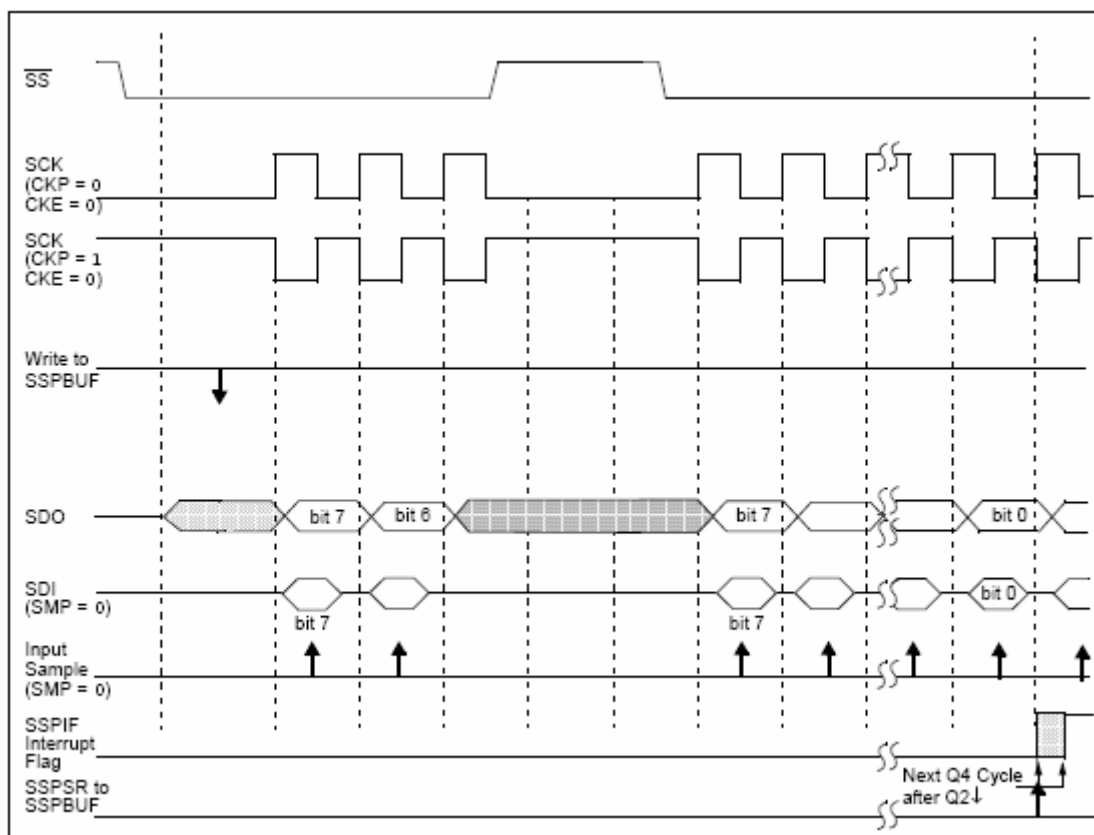 SS
SCK
(CKP = 0
CKE = 0)
SCK
(CKP = 1
CKE = 0)
Write to
SSPBUF
SDO
bit 7
bit 6
bit 7
bit 0
SDI
(SMP = 0)
bit 7
bit 7
bit 0
Input
Sample
(SMP = 0)
SSPIF
Interrupt
Flag
SSPSR to
SSPBUF
Next Q4 Cycle
after Q2↓